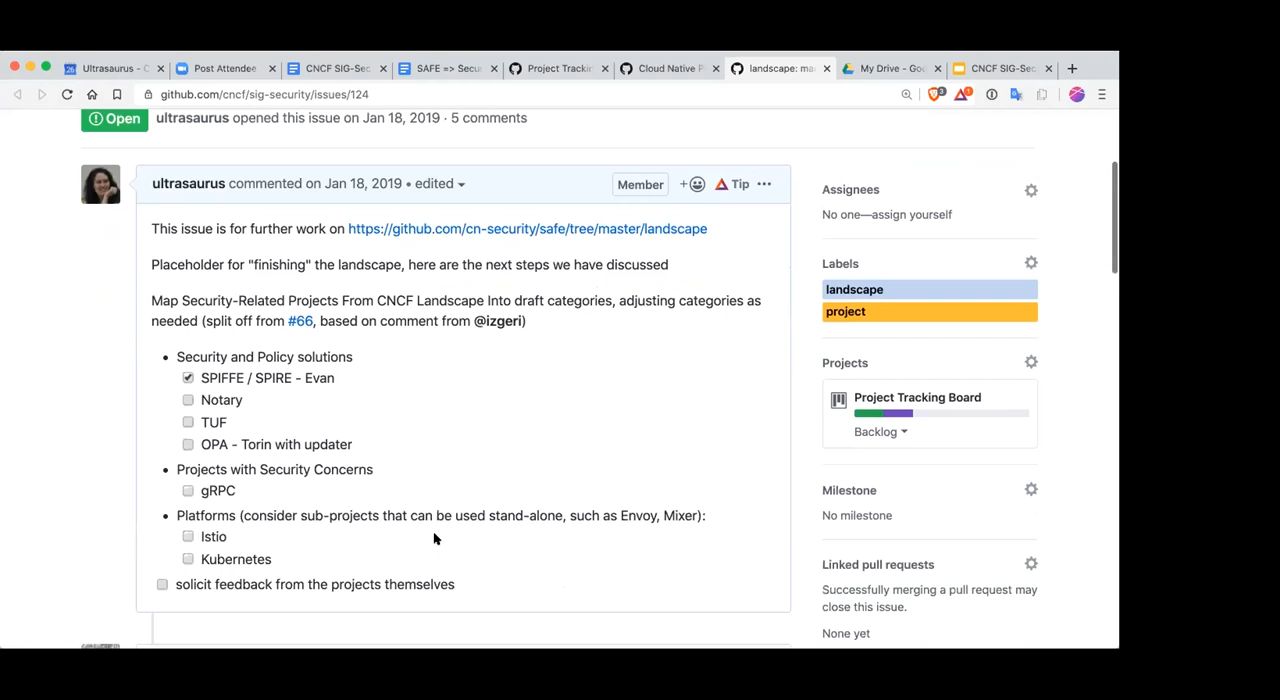 Ultrasaurus - C
Post Attendee
CNCF SIG-Sec
SAFE => Secu
Project Trackin
Cloud Native P
landscape: ma
My Drive - Goo
CNCF SIG-Sec
github.com/cncf/sig-security/issues/124
Open ultrasaurus opened this issue on Jan 18, 2019 · 5 comments
ultrasaurus commented on Jan 18, 2019 • edited
Member
Tip
This issue is for further work on https://github.com/cn-security/safe/tree/master/landscape
Placeholder for "finishing" the landscape, here are the next steps we have discussed
Map Security-Related Projects From CNCF Landscape Into draft categories, adjusting categories as
needed (split off from #66, based on comment from @izgeri)
• Security and Policy solutions
SPIFFE / SPIRE - Evan
Notary
TUF
OPA - Torin with updater
• Projects with Security Concerns
gRPC
• Platforms (consider sub-projects that can be used stand-alone, such as Envoy, Mixer):
Istio
Kubernetes
solicit feedback from the projects themselves
Assignees
No one—assign yourself
Labels
landscape
project
Projects
Project Tracking Board
Backlog
Milestone
No milestone
Linked pull requests
Successfully merging a pull request may
close this issue.
None yet